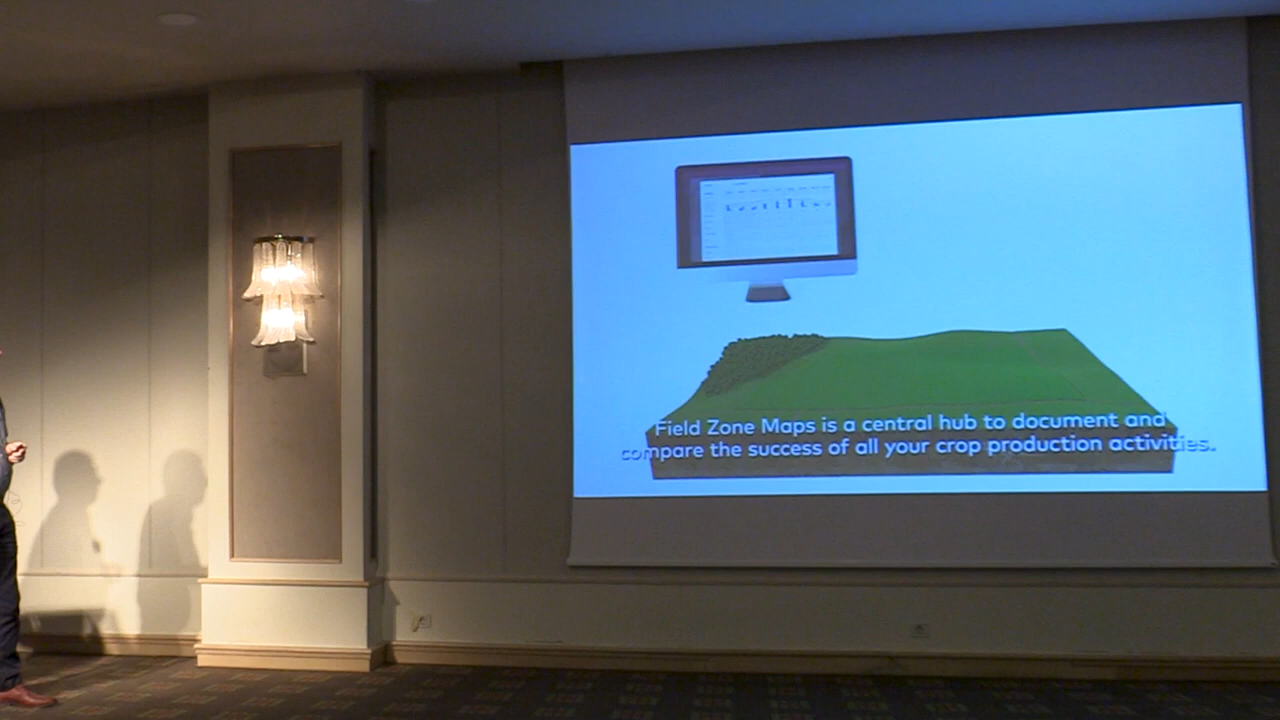 Field Zone Maps is a central hub to document and
compare the success of all your crop production activities.